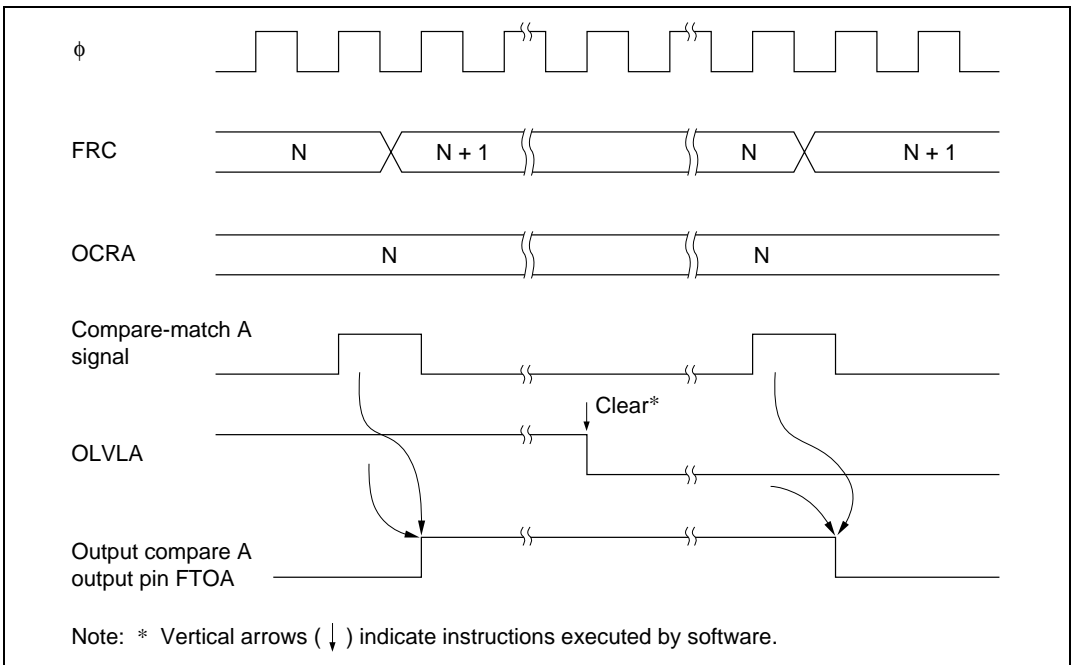 ϕ
FRC
N
N + 1
N
N + 1
OCRA
N
N
Compare-match A
signal
Clear*
OLVLA
Output compare A
output pin FTOA
Note: * Vertical arrows ( ↓ ) indicate instructions executed by software.